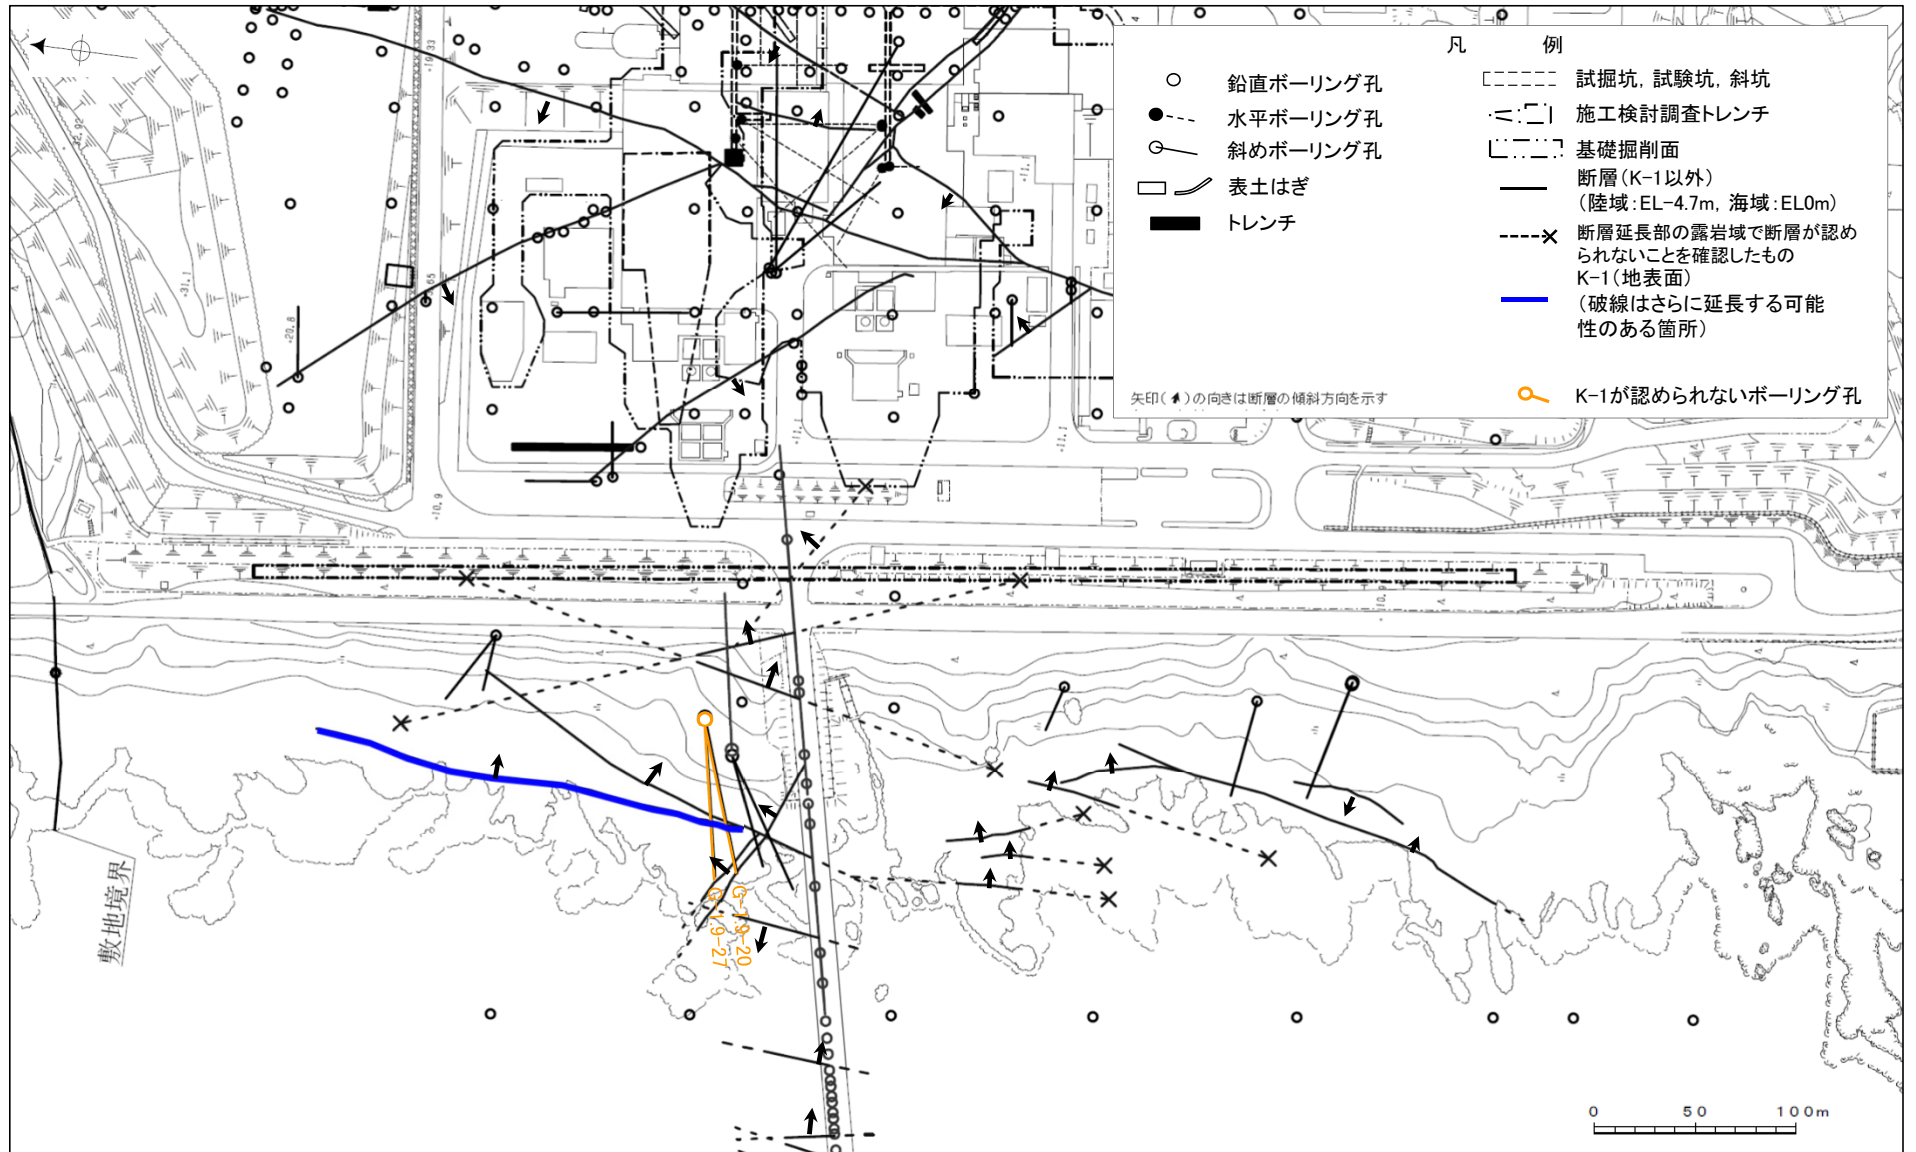 凡　例
鉛直ボーリング孔
水平ボーリング孔
斜めボーリング孔
表土はぎ
トレンチ
試掘坑，試験坑，斜坑
施工検討調査トレンチ
基礎掘削面
断層（K-1以外）
（陸域：EL-4.7m，海域：EL0m）
断層延長部の露岩域で断層が認め
られないことを確認したもの
K-1（地表面）
（破線はさらに延長する可能
性のある箇所）
K-1が認められないボーリング孔
矢印（ ）の向きは断層の傾斜方向を示す
敷地境界
G-1.9-27
G-1.9-20
0 50 100m